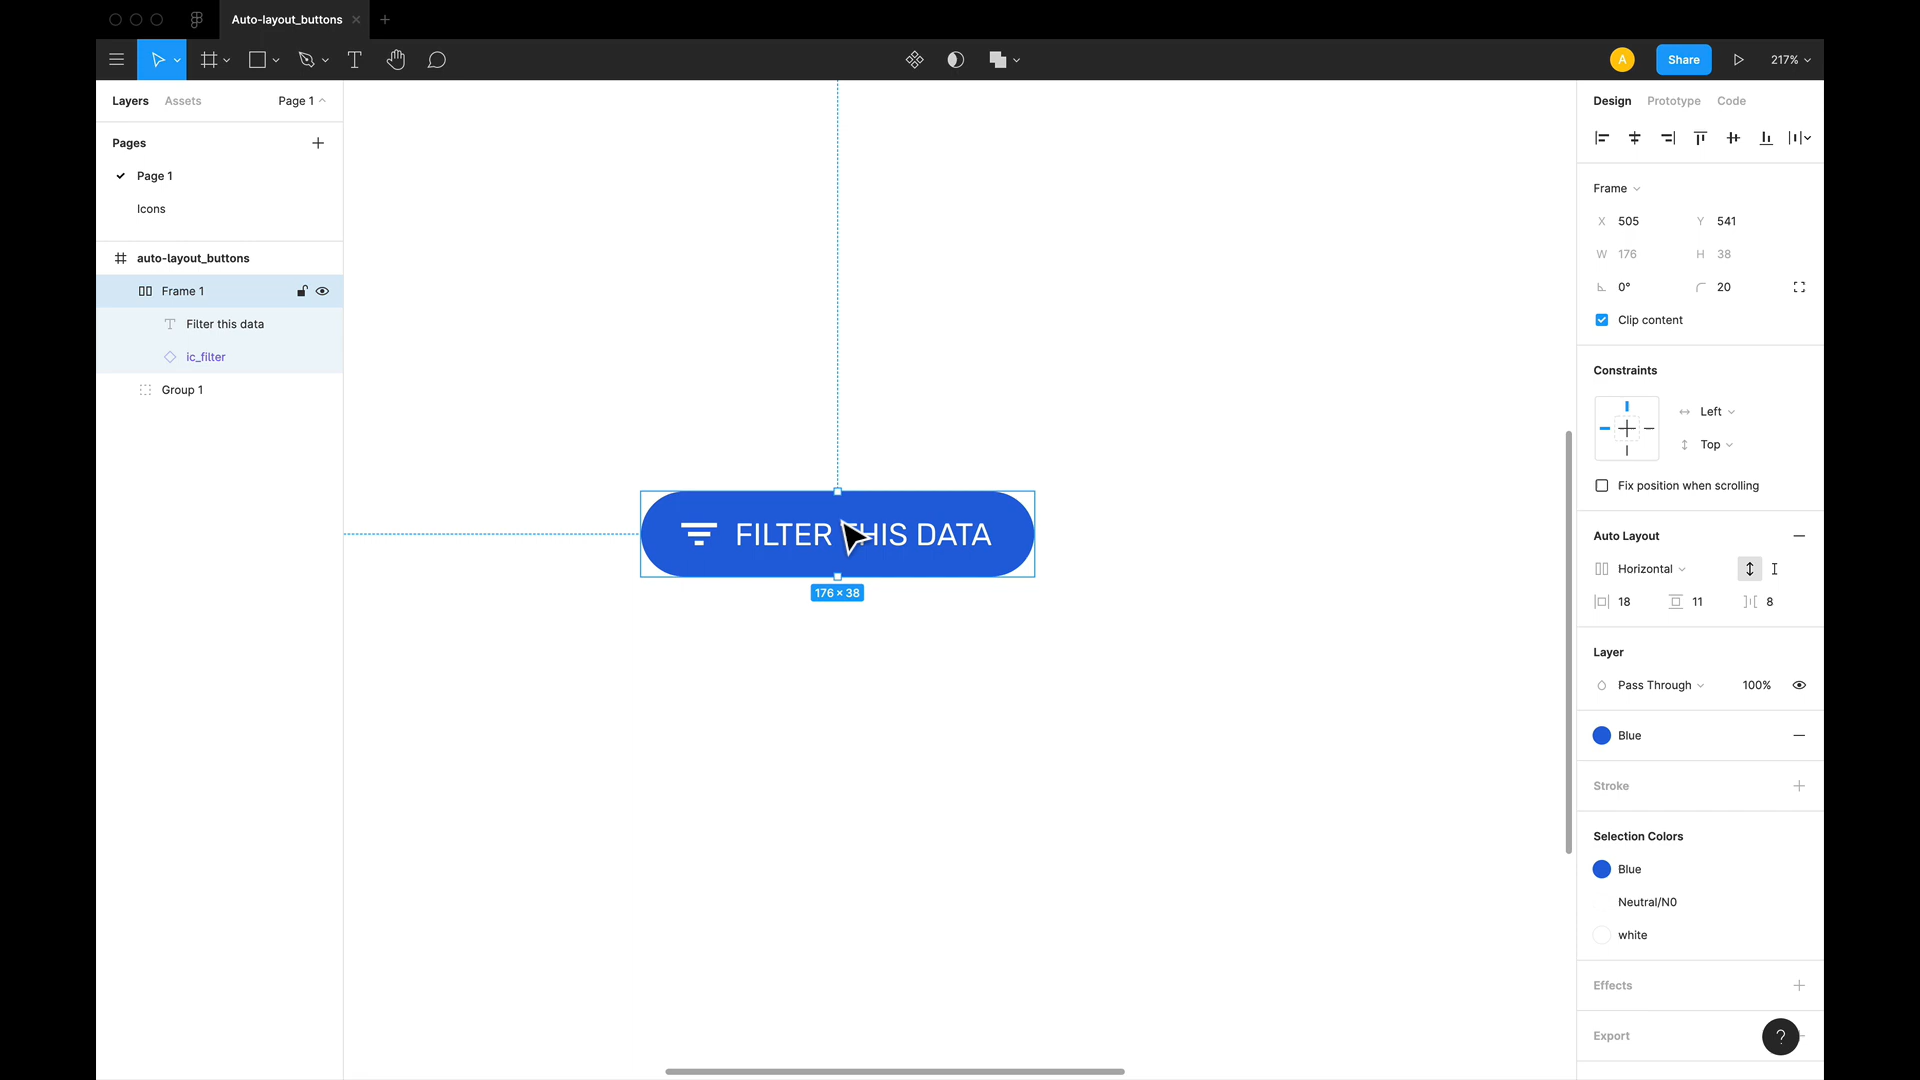 Auto-layout_buttons
A
Share
217%
Layers
Assets
Page 1
Pages
Page 1
Icons
auto-layout_buttons
Frame 1
Filter this data
ic_filter
Group 1
FILTER THIS DATA
176 × 38
Design
Prototype
Code
Frame
X 505
Y 541
W 176
H 38
0°
20
Clip content
Constraints
Left
Top
Fix position when scrolling
Auto Layout
Horizontal
18
11
8
Layer
Pass Through
100%
Blue
Stroke
Selection Colors
Blue
Neutral/N0
white
Effects
Export
?